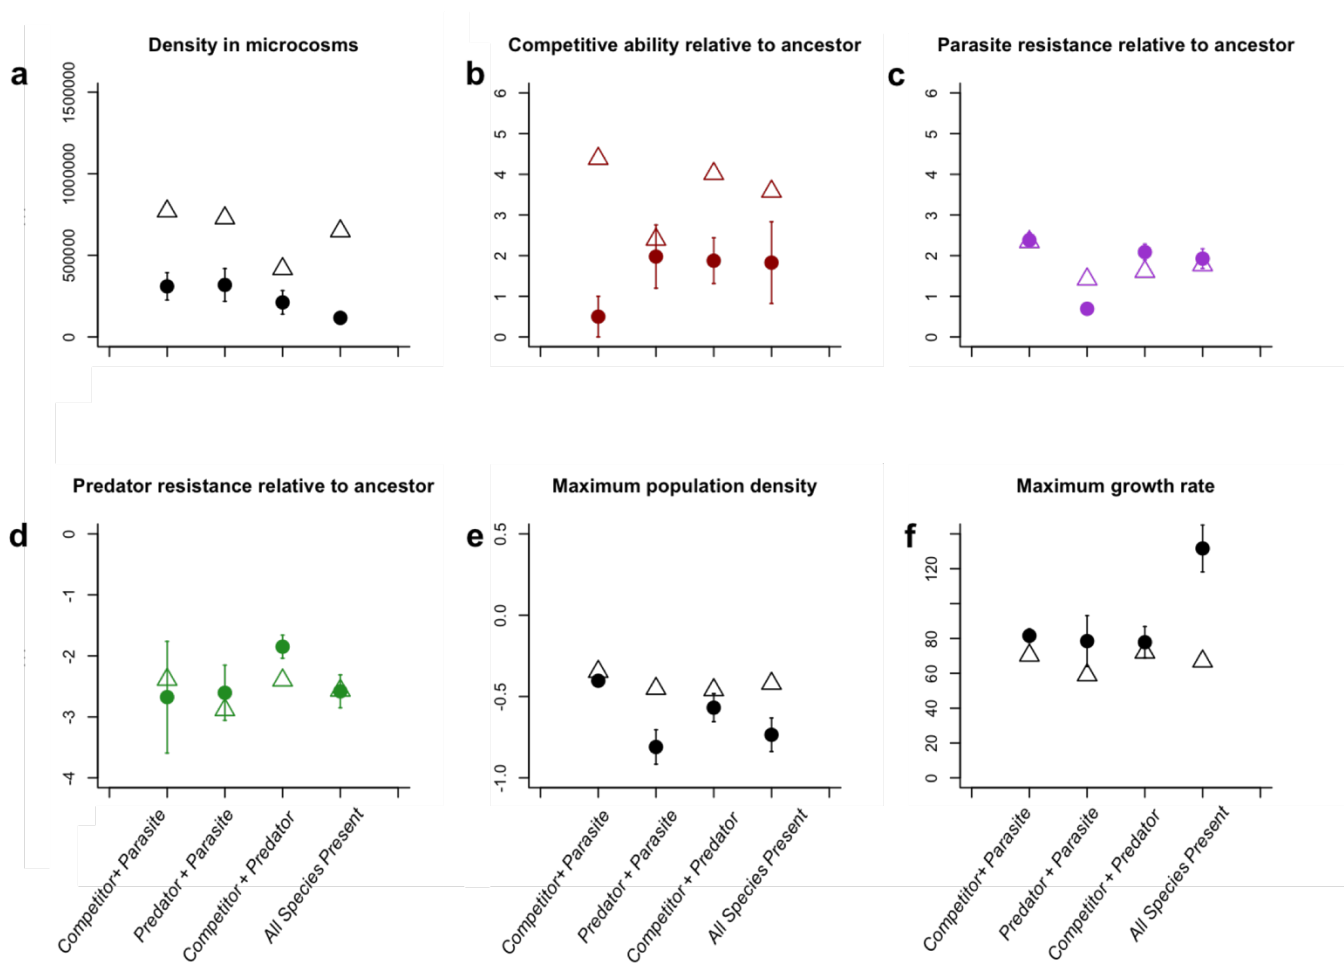 Density in microcosms
a
0
500000
1000000
1500000
Competitive ability relative to ancestor
b
0
1
2
3
4
5
6
Parasite resistance relative to ancestor
c
0
1
2
3
4
5
6
Predator resistance relative to ancestor
d
-4
-3
-2
-1
0
Competitor+ Parasite
Predator + Parasite
Competitor + Predator
All Species Present
Maximum population density
e
-1.0
-0.5
0.0
0.5
Competitor+ Parasite
Predator + Parasite
Competitor + Predator
All Species Present
Maximum growth rate
f
0
20
40
60
80
120
Competitor+ Parasite
Predator + Parasite
Competitor + Predator
All Species Present